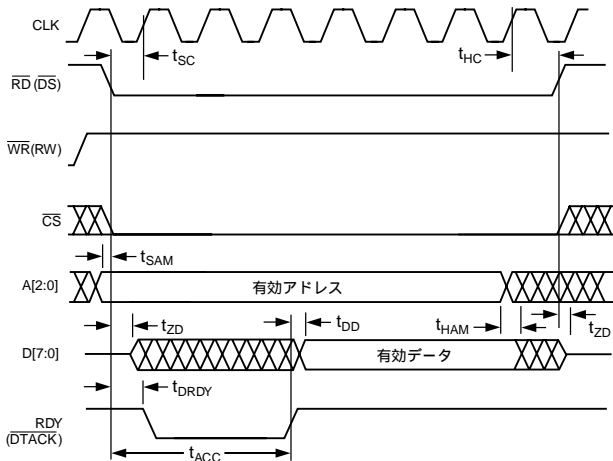 CLK
tSC
tHC
RD (DS)
WR(RW)
CS
tSAM
A[2:0]
有効アドレス
tZD
tDD
tHAM
tZD
D[7:0]
有効データ
tDRDY
RDY
(DTACK)
tACC